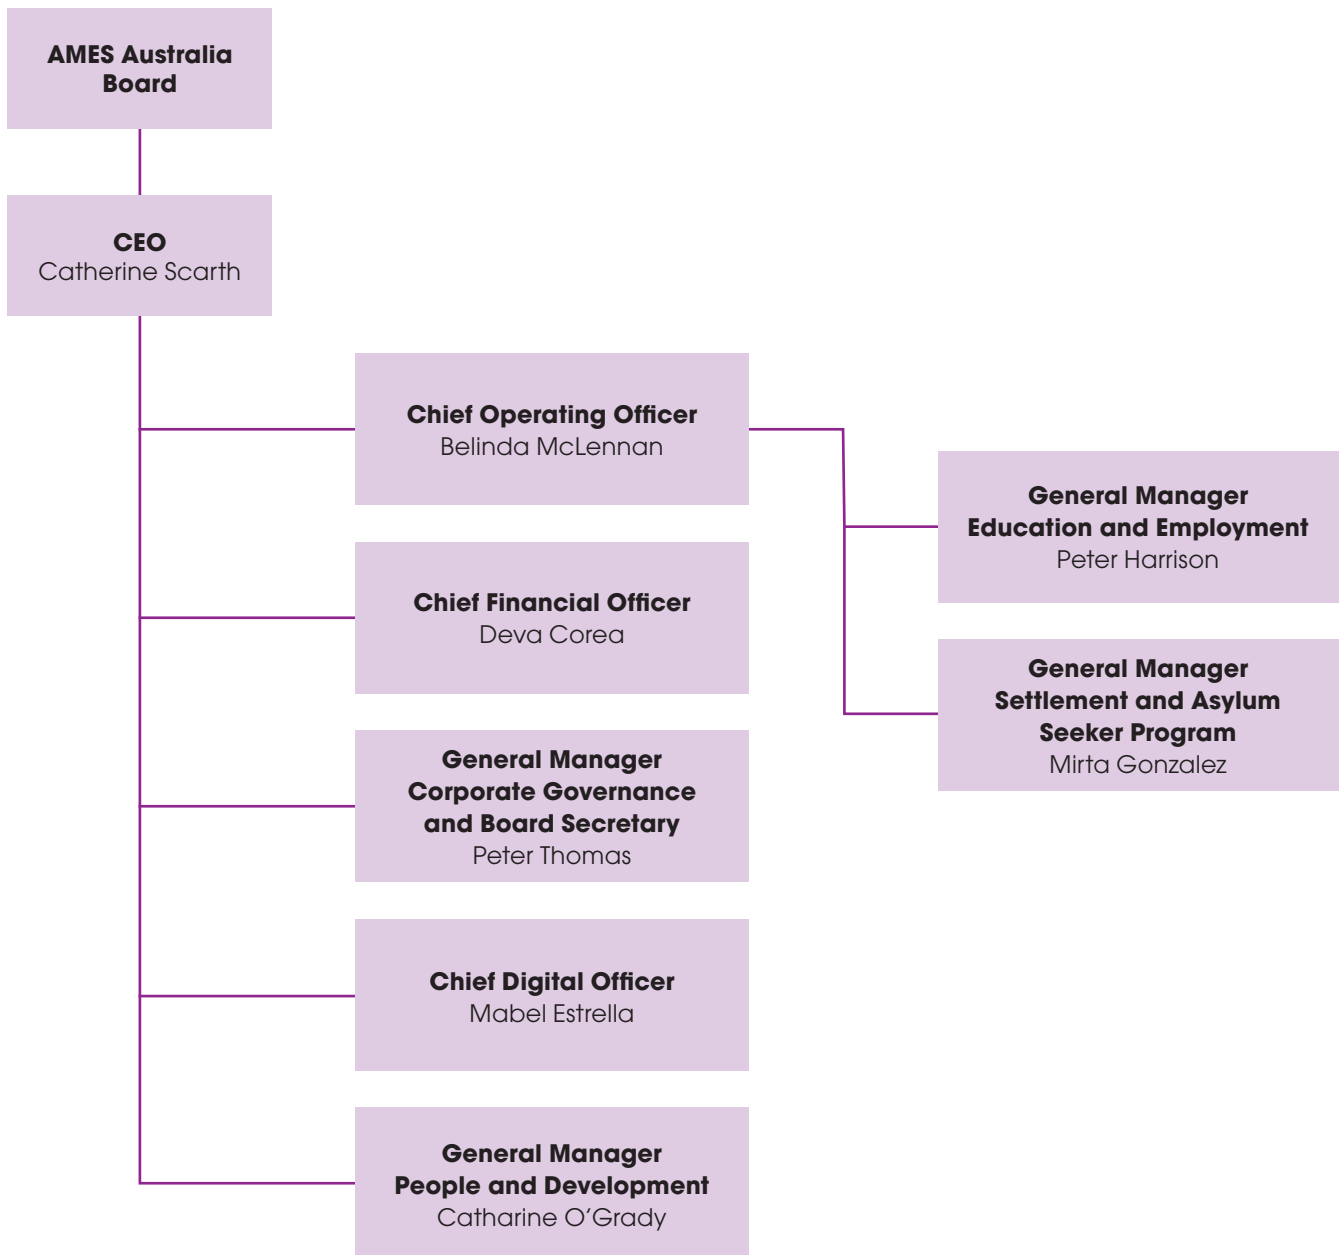 AMES Australia
Board
CEO
Catherine Scarth
Chief Operating Officer
Belinda McLennan
General Manager
Education and Employment
Peter Harrison
Chief Financial Officer
Deva Corea
General Manager
Settlement and Asylum
Seeker Program
Mirta Gonzalez
General Manager
Corporate Governance
and Board Secretary
Peter Thomas
Chief Digital Officer
Mabel Estrella
General Manager
People and Development
Catharine O’Grady